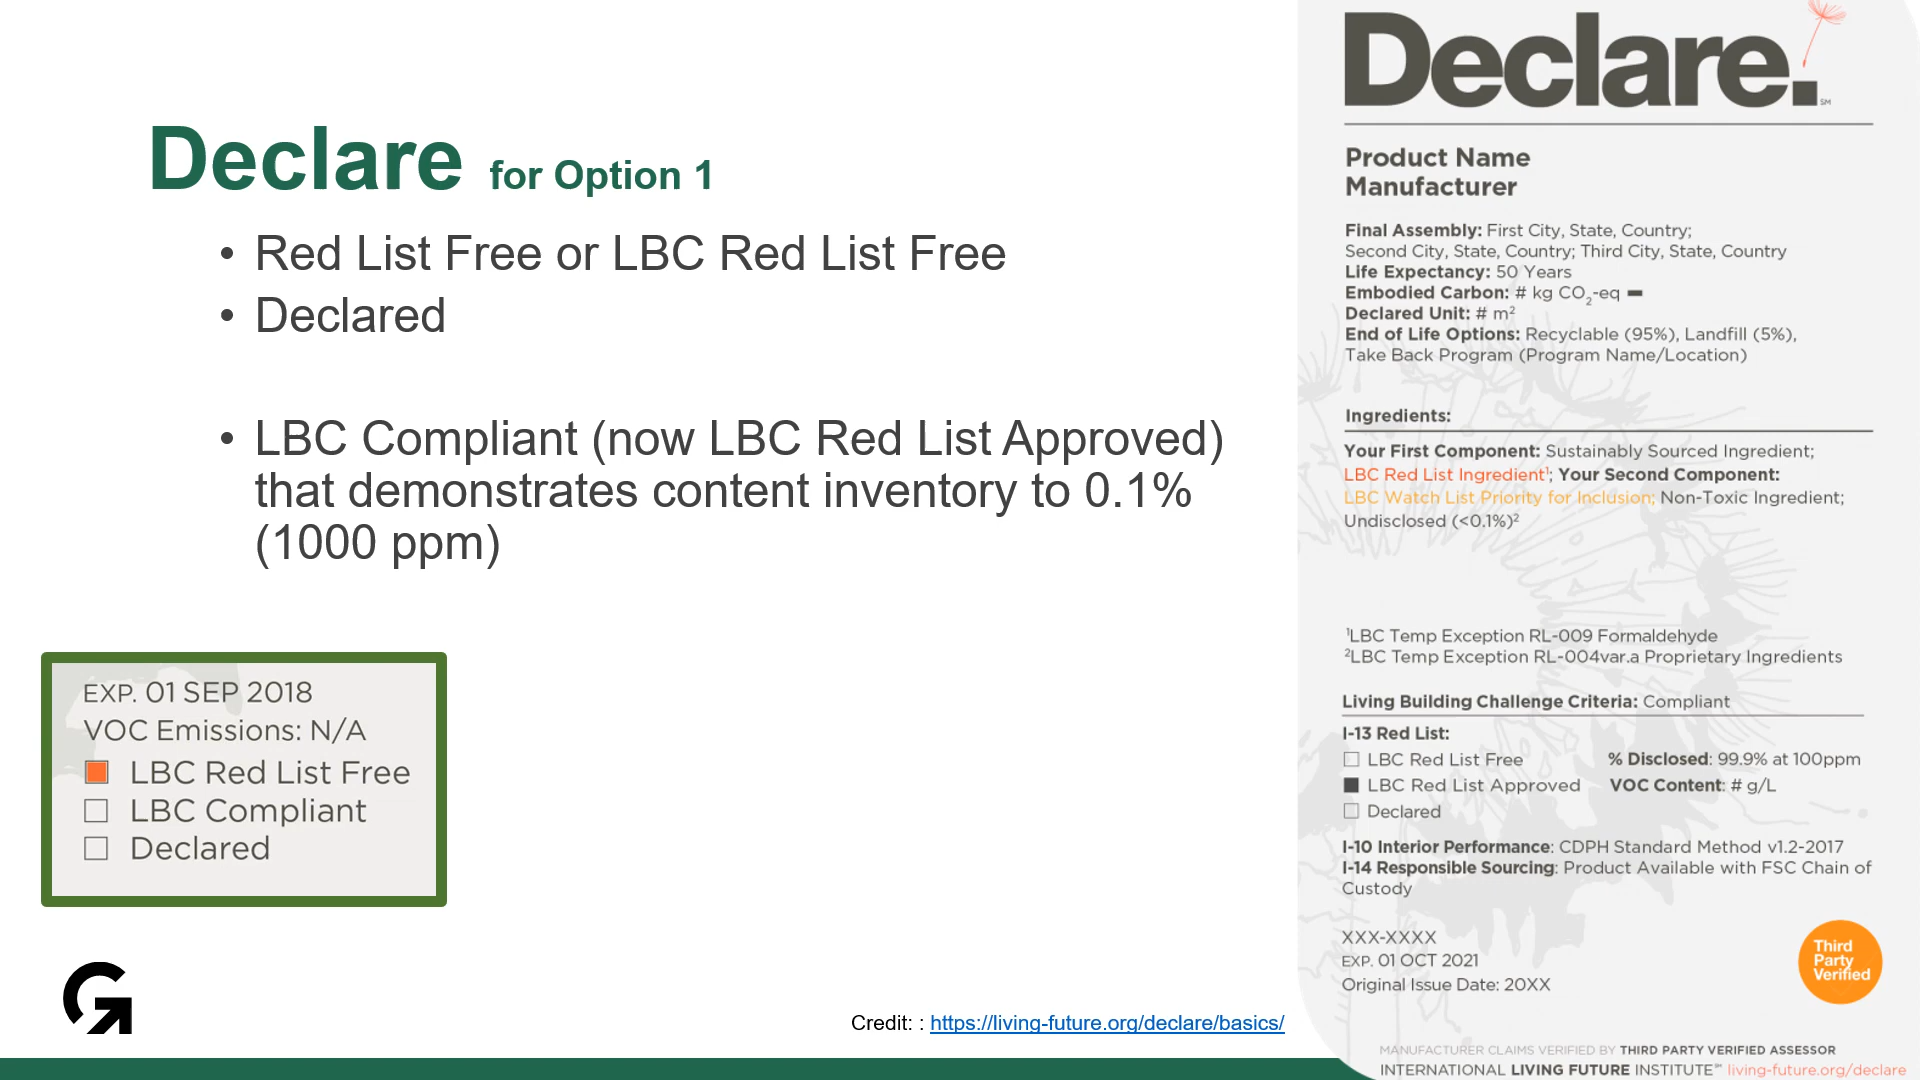 Declare for Option 1
• Red List Free or LBC Red List Free
• Declared
• LBC Compliant (now LBC Red List Approved)
that demonstrates content inventory to 0.1%
(1000 ppm)
EXP. 01 SEP 2018
VOC Emissions: N/A
LBC Red List Free
LBC Compliant
Declared
Credit: : https://living-future.org/declare/basics/
Declare. SM
Product Name
Manufacturer
Final Assembly: First City, State, Country;
Second City, State, Country; Third City, State, Country
Life Expectancy: 50 Years
Embodied Carbon: # kg CO₂-eq
Declared Unit: # m²
End of Life Options: Recyclable (95%), Landfill (5%),
Take Back Program (Program Name/Location)
Ingredients:
Your First Component: Sustainably Sourced Ingredient;
LBC Red List Ingredient¹; Your Second Component:
LBC Watch List Priority for Inclusion; Non-Toxic Ingredient;
Undisclosed (<0.1%)²
¹LBC Temp Exception RL-009 Formaldehyde
²LBC Temp Exception RL-004var.a Proprietary Ingredients
Living Building Challenge Criteria: Compliant
I-13 Red List:
LBC Red List Free % Disclosed: 99.9% at 100ppm
LBC Red List Approved VOC Content: # g/L
Declared
I-10 Interior Performance: CDPH Standard Method v1.2-2017
I-14 Responsible Sourcing: Product Available with FSC Chain of
Custody
XXX-XXXX
EXP. 01 OCT 2021
Original Issue Date: 20XX
Third
Party
Verified
MANUFACTURER CLAIMS VERIFIED BY THIRD PARTY VERIFIED ASSESSOR
INTERNATIONAL LIVING FUTURE INSTITUTE℠ living-future.org/declare